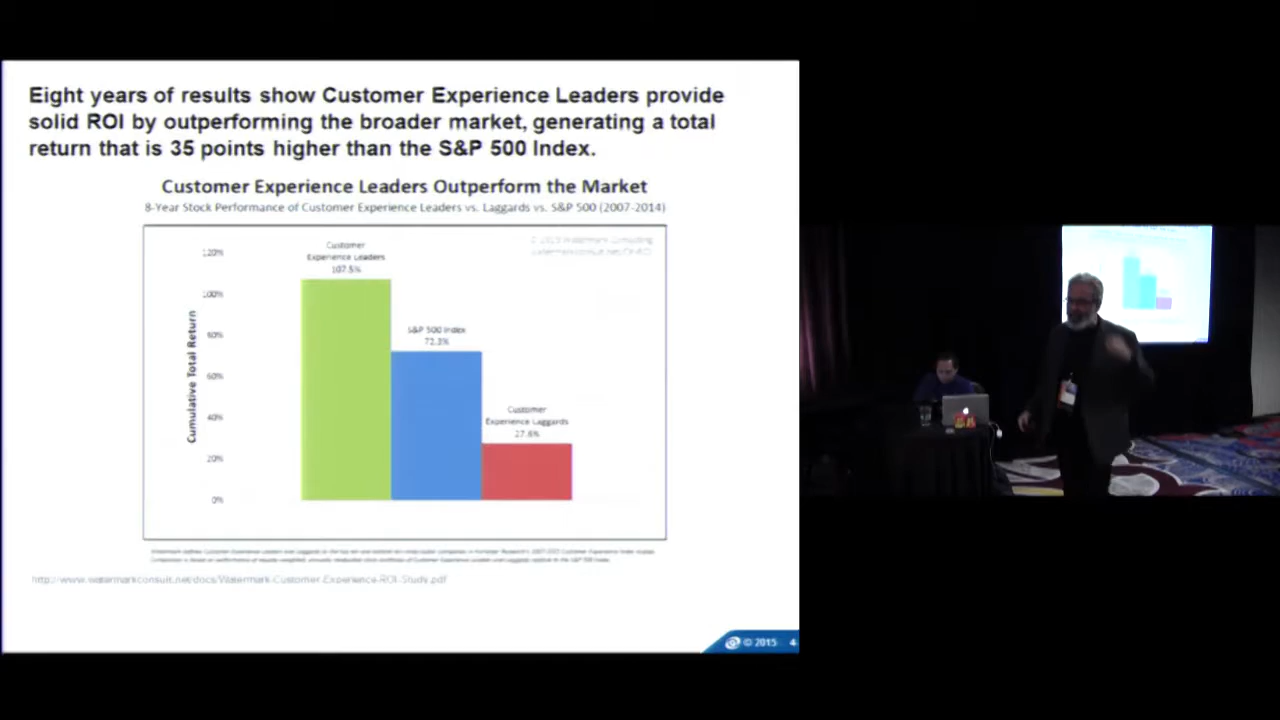 Eight years of results show Customer Experience Leaders provide
solid ROI by outperforming the broader market, generating a total
return that is 35 points higher than the S&P 500 Index.
Customer Experience Leaders Outperform the Market
8-Year Stock Performance of Customer Experience Leaders vs. Laggards vs. S&P 500 (2007-2014)
© 2015 Watermark Consulting
Customer
Experience Leaders
107.5%
S&P 500 Index
72.3%
Customer
Experience Laggards
27.6%
Cumulative Total Return
120%
100%
80%
60%
40%
20%
0%
http://www.watermarkconsult.net/docs/Watermark-Customer-Experience-ROI-Study.pdf
© 2015 4